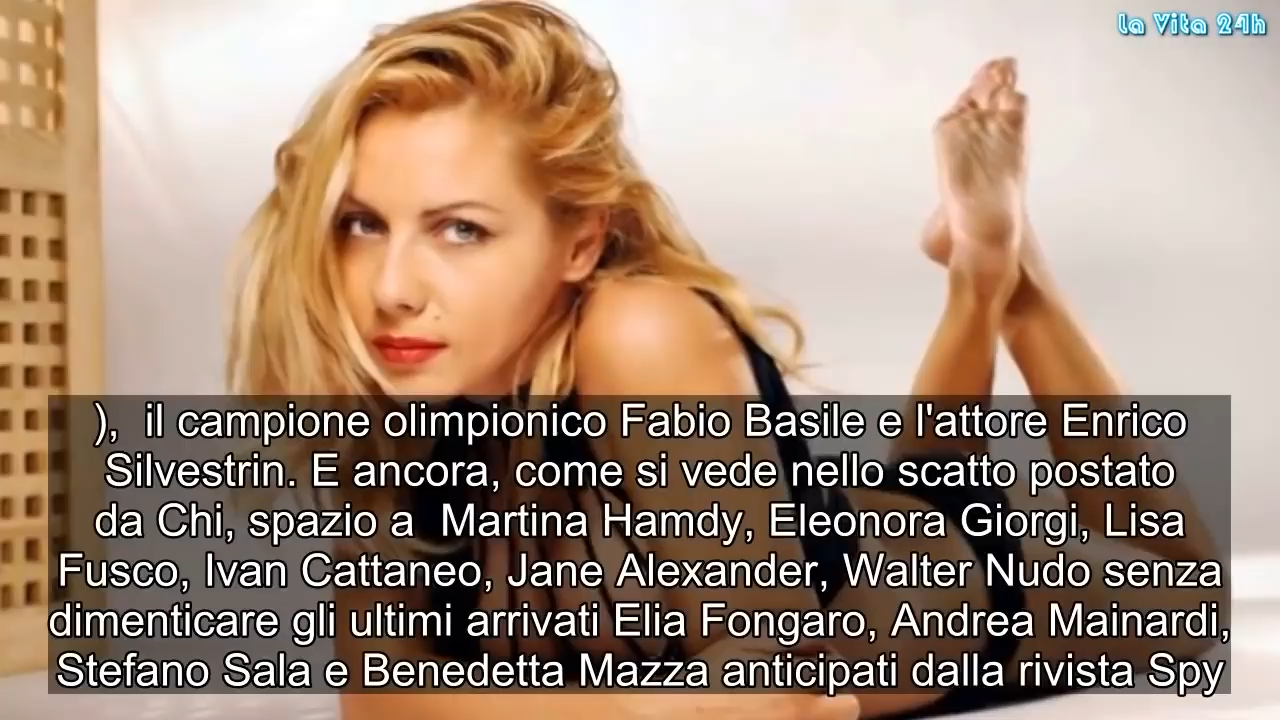 la Vita 24h
),  il campione olimpionico Fabio Basile e l'attore Enrico
Silvestrin. E ancora, come si vede nello scatto postato
da Chi, spazio a  Martina Hamdy, Eleonora Giorgi, Lisa
Fusco, Ivan Cattaneo, Jane Alexander, Walter Nudo senza
dimenticare gli ultimi arrivati Elia Fongaro, Andrea Mainardi,
Stefano Sala e Benedetta Mazza anticipati dalla rivista Spy